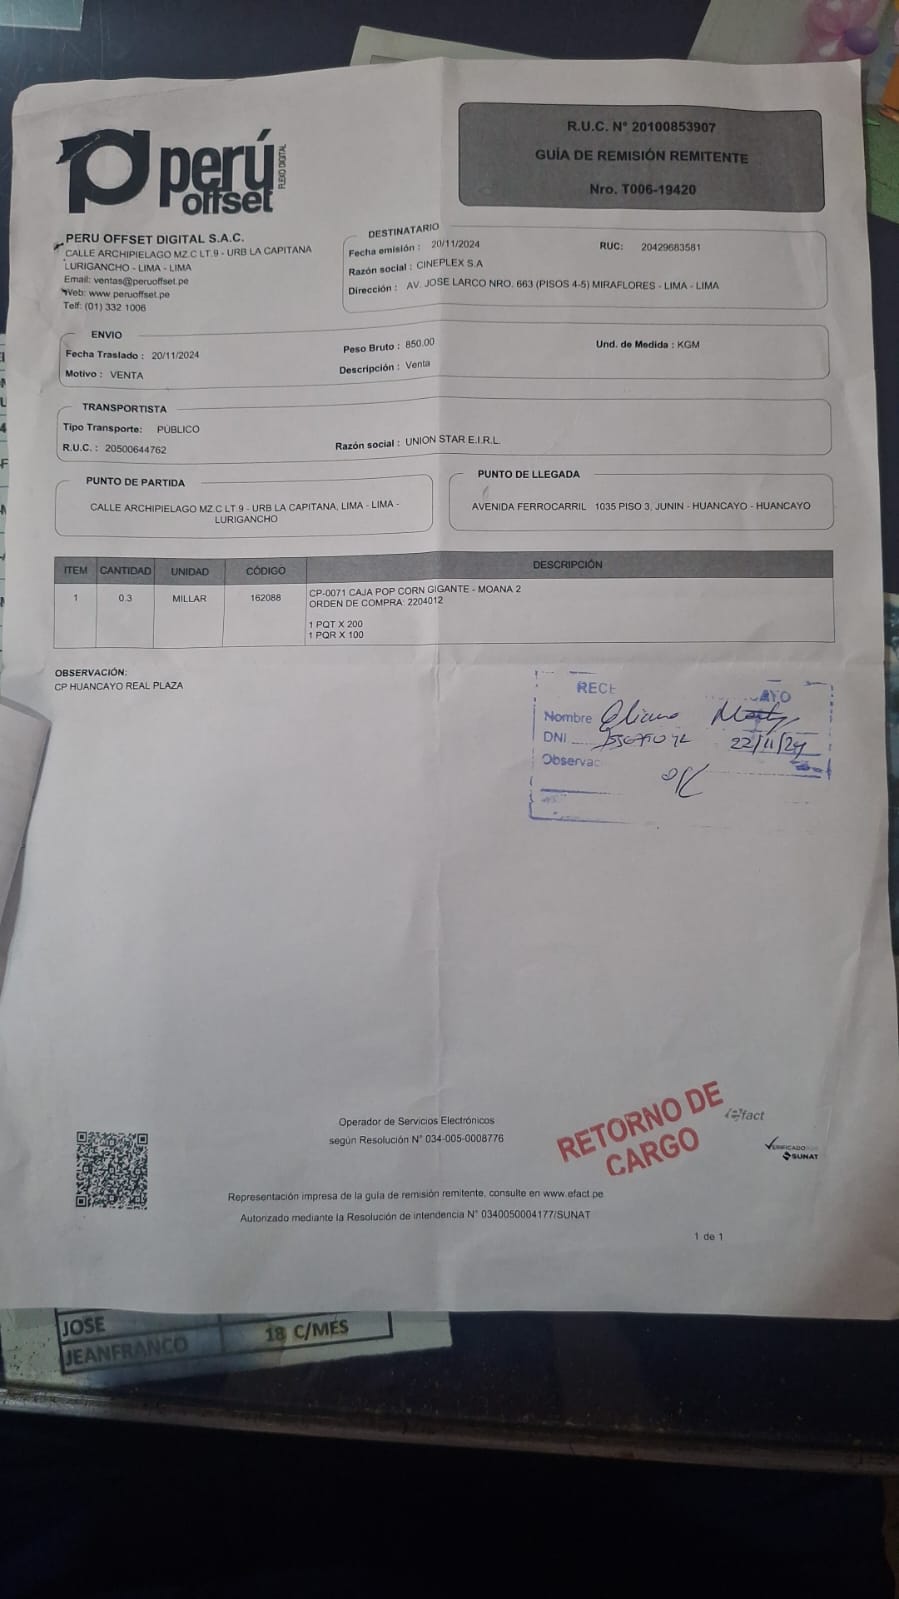 perú
offset
PLEXO DIGITAL
R.U.C. N° 20100853907
GUÍA DE REMISIÓN REMITENTE
Nro. T006-19420
PERU OFFSET DIGITAL S.A.C.
CALLE ARCHIPIELAGO MZ.C LT.9 - URB LA CAPITANA
LURIGANCHO - LIMA - LIMA
Email: ventas@peruoffset.pe
Web: www.peruoffset.pe
Telf: (01) 332 1006
DESTINATARIO
Fecha emisión : 20/11/2024 RUC: 20429683581
Razón social : CINEPLEX S.A
Dirección : AV. JOSE LARCO NRO. 663 (PISOS 4-5) MIRAFLORES - LIMA - LIMA
ENVIO
Fecha Traslado : 20/11/2024 Peso Bruto : 850.00 Und. de Medida : KGM
Motivo : VENTA Descripción : Venta
TRANSPORTISTA
Tipo Transporte: PÚBLICO
R.U.C. : 20500644762 Razón social : UNION STAR E.I.R.L.
PUNTO DE PARTIDA
CALLE ARCHIPIELAGO MZ.C LT.9 - URB LA CAPITANA, LIMA - LIMA -
LURIGANCHO
PUNTO DE LLEGADA
AVENIDA FERROCARRIL 1035 PISO 3, JUNIN - HUANCAYO - HUANCAYO
ITEM CANTIDAD UNIDAD CÓDIGO DESCRIPCIÓN
1 0.3 MILLAR 162088 CP-0071 CAJA POP CORN GIGANTE - MOANA 2
ORDEN DE COMPRA: 2204012
1 PQT X 200
1 PQR X 100
OBSERVACIÓN:
CP HUANCAYO REAL PLAZA
Nombre
DNI 22/11/24
OK
RETORNO DE
CARGO
efact
VERIFICADO
SUNAT
Operador de Servicios Electrónicos
según Resolución N° 034-005-0008776
Representación impresa de la guía de remisión remitente, consulte en www.efact.pe
Autorizado mediante la Resolución de intendencia N° 0340050004177/SUNAT
1 de 1
JOSE
JEANFRANCO 18 C/MES